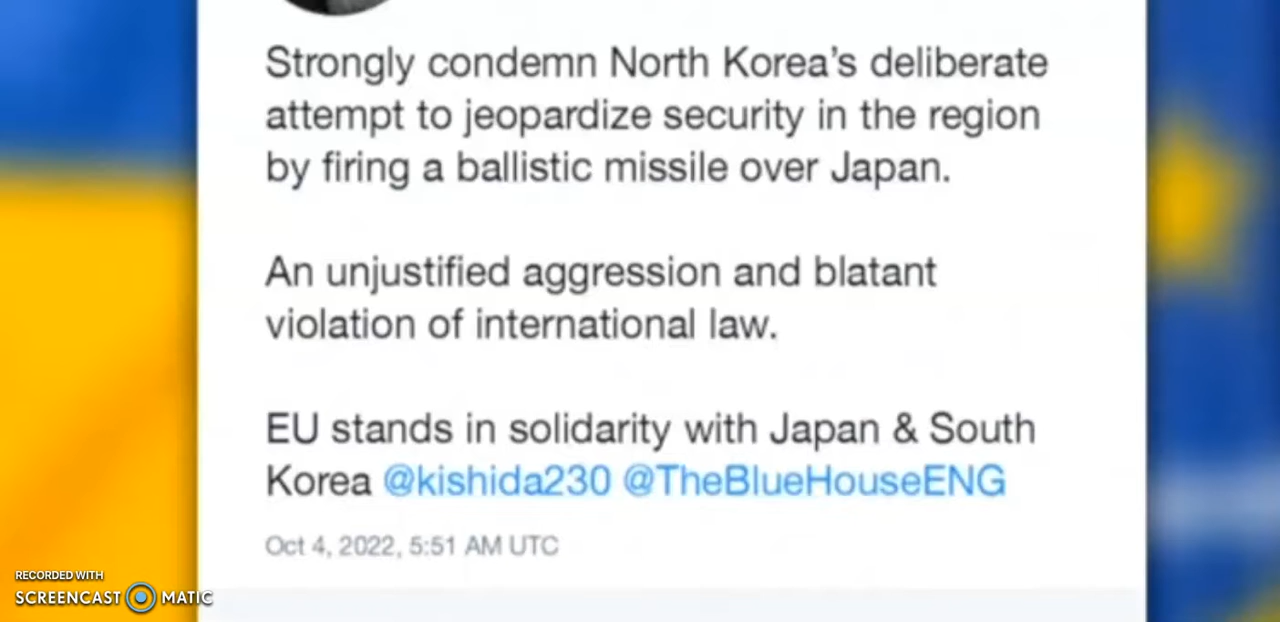 Strongly condemn North Korea’s deliberate
attempt to jeopardize security in the region
by firing a ballistic missile over Japan.
An unjustified aggression and blatant
violation of international law.
EU stands in solidarity with Japan & South
Korea @kishida230 @TheBlueHouseENG
Oct 4, 2022, 5:51 AM UTC
RECORDED WITH
SCREENCAST MATIC